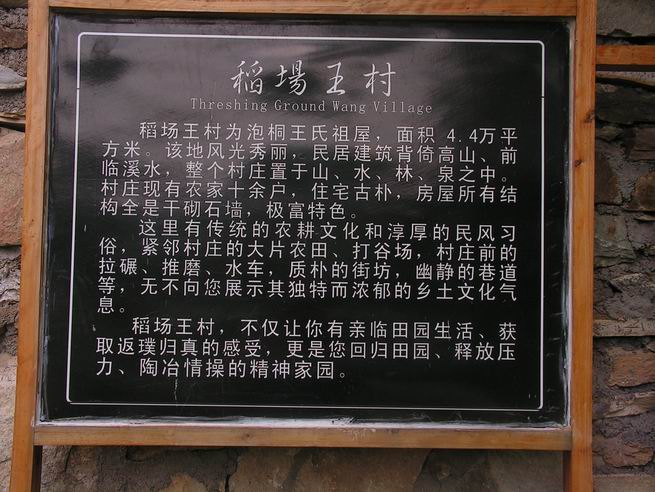 稻場王村
Threshing Ground Wang Village
稻场王村为泡桐王氏祖屋，面积 4.4万平
方米。该地风光秀丽，民居建筑背倚高山、前
临溪水，整个村庄置于山、水、林、泉之中。
村庄现有农家十余户，住宅古朴，房屋所有结
构全是干砌石墙，极富特色。
这里有传统的农耕文化和淳厚的民风习
俗，紧邻村庄的大片农田、打谷场，村庄前的
拉碾、推磨、水车，质朴的街坊，幽静的巷道
等，无不向您展示其独特而浓郁的乡土文化气
息。
稻场王村，不仅让你有亲临田园生活、获
取返璞归真的感受，更是您回归田园、释放压
力、陶冶情操的精神家园。